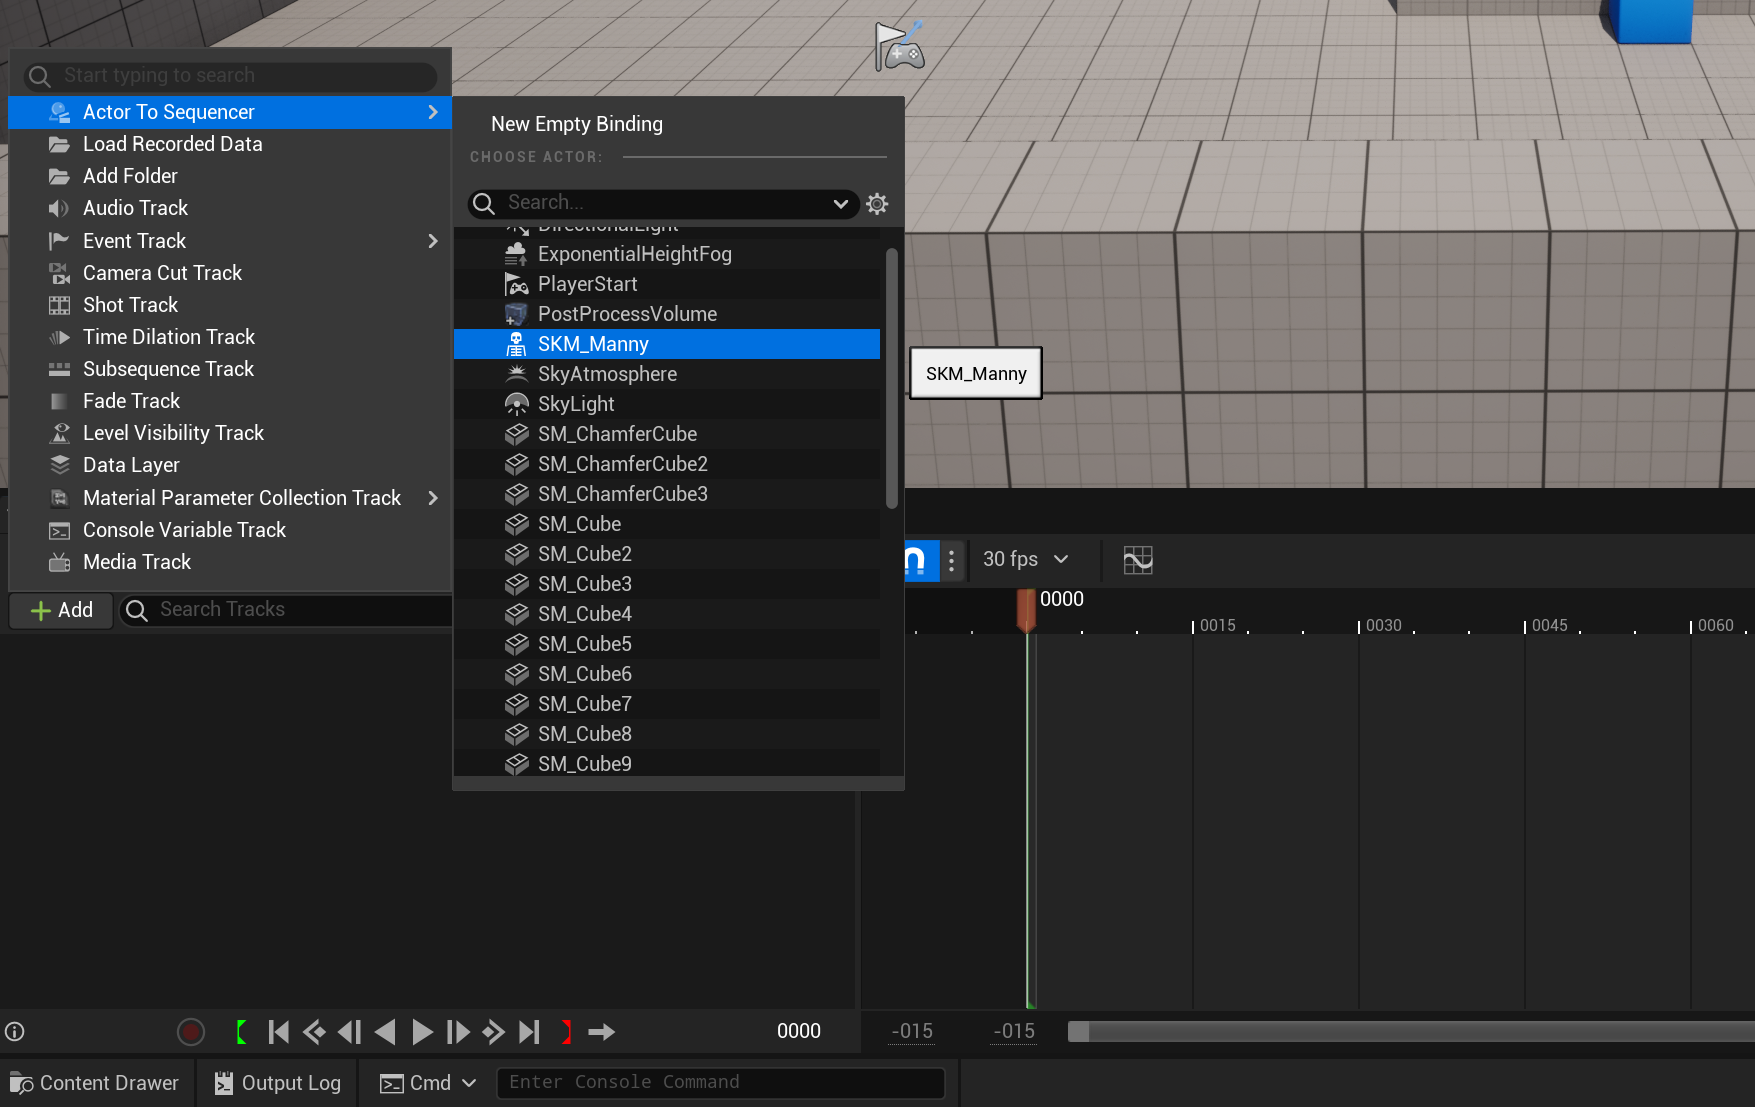 Start typing to search
Actor To Sequencer
Load Recorded Data
Add Folder
Audio Track
Event Track
Camera Cut Track
Shot Track
Time Dilation Track
Subsequence Track
Fade Track
Level Visibility Track
Data Layer
Material Parameter Collection Track
Console Variable Track
Media Track
New Empty Binding
CHOOSE ACTOR:
Search...
DirectionalLight
ExponentialHeightFog
PlayerStart
PostProcessVolume
SKM_Manny
SkyAtmosphere
SkyLight
SM_ChamferCube
SM_ChamferCube2
SM_ChamferCube3
SM_Cube
SM_Cube2
SM_Cube3
SM_Cube4
SM_Cube5
SM_Cube6
SM_Cube7
SM_Cube8
SM_Cube9
SKM_Manny
30 fps
Add
Search Tracks
0000
0015
0030
0045
0060
0000
-015
-015
Content Drawer
Output Log
Cmd
Enter Console Command